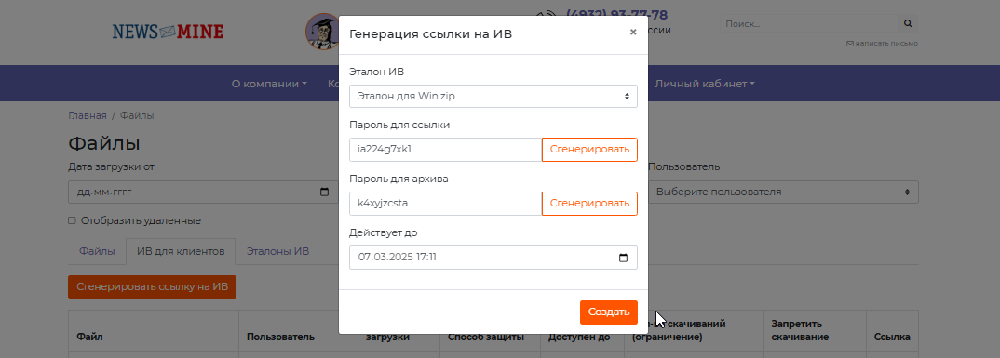 NEWS MINE
(4932) 93-77-78
ссии
Поиск...
написать письмо
Генерация ссылки на ИВ
×
О компании
Ко
Личный кабинет
Эталон ИВ
Эталон для Win.zip
Главная / Файлы
Файлы
Пароль для ссылки
ia224g7xk1
Сгенерировать
Дата загрузки от
Пользователь
Пароль для архива
дд.мм.гггг
k4xyjzcsta
Сгенерировать
Выберите пользователя
Отобразить удаленные
Действует до
Файлы
ИВ для клиентов
Эталоны ИВ
07.03.2025 17:11
Сгенерировать ссылку на ИВ
Создать
Файл
Пользователь
загрузки
Способ защиты
Доступен до
скачиваний
(ограничение)
Запретить
скачивание
Ссылка